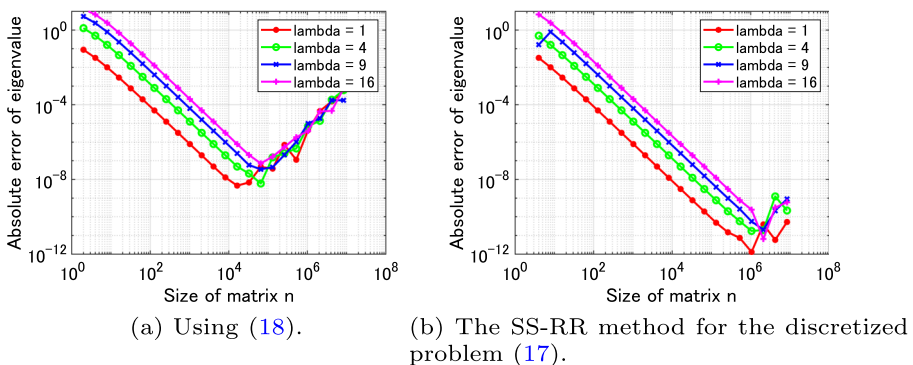 Absolute error of eigenvalue
10^0
10^-4
10^-8
10^-12
10^0
10^2
10^4
10^6
10^8
Size of matrix n
lambda = 1
lambda = 4
lambda = 9
lambda = 16
(a) Using (18).
Absolute error of eigenvalue
10^0
10^-4
10^-8
10^-12
10^0
10^2
10^4
10^6
10^8
Size of matrix n
lambda = 1
lambda = 4
lambda = 9
lambda = 16
(b) The SS-RR method for the discretized
problem (17).